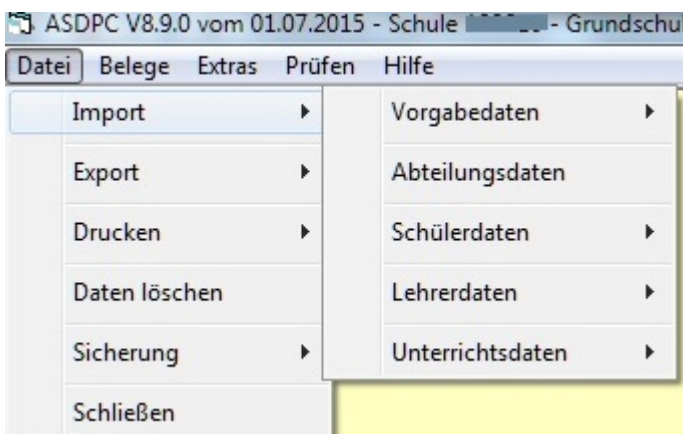 ASDPC V8.9.0 vom 01.07.2015 - Schule - Grundschu
Datei Belege Extras Prüfen Hilfe
Import
Export
Drucken
Daten löschen
Sicherung
Schließen
Vorgabedaten
Abteilungsdaten
Schülerdaten
Lehrerdaten
Unterrichtsdaten